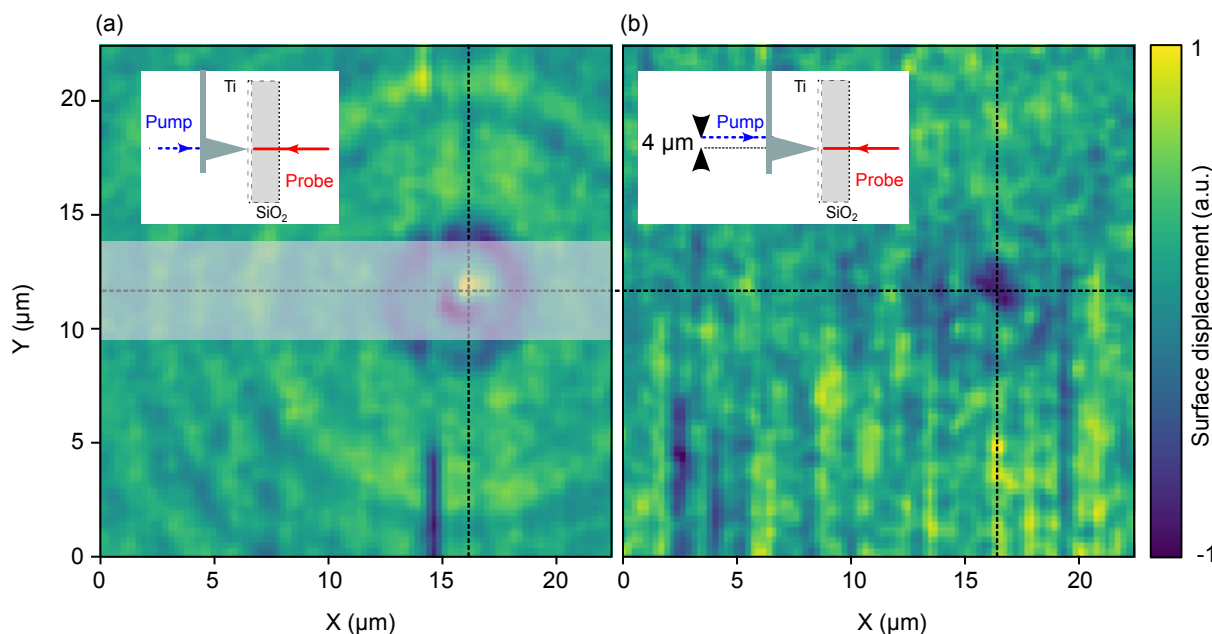 (a)
(b)
20
15
10
5
0
Y (µm)
0
5
10
15
20
X (µm)
Ti
Pump
Probe
SiO2
0
5
10
15
20
X (µm)
4 µm
Ti
Pump
Probe
SiO2
1
-1
Surface displacement (a.u.)